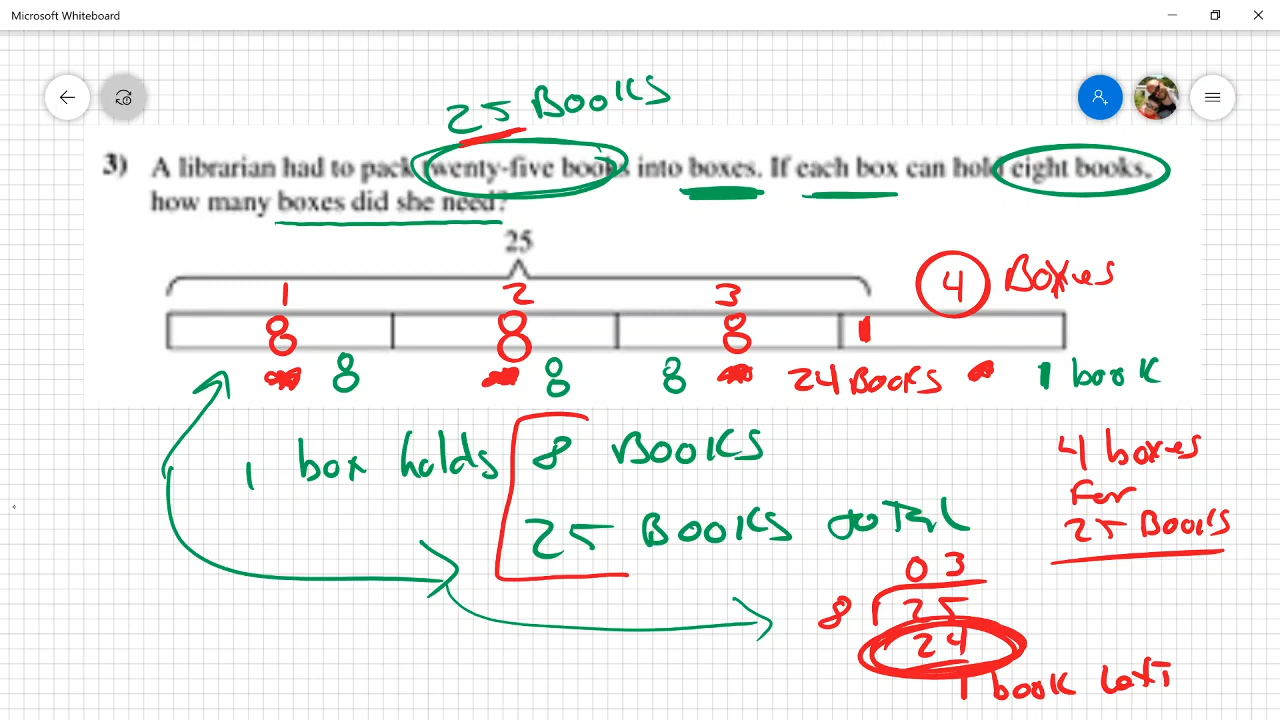 Microsoft Whiteboard
25 BOOKS
3) A librarian had to pack twenty-five books into boxes. If each box can hold eight books,
how many boxes did she need?
25
1 2 3 4 Boxes
8 8 8 1
8 8 8 24 BOOKS 1 book
1 box holds 8 BOOKS
25 BOOKS total
4 boxes
For
25 BOOKS
03
8 25
24
1 book left